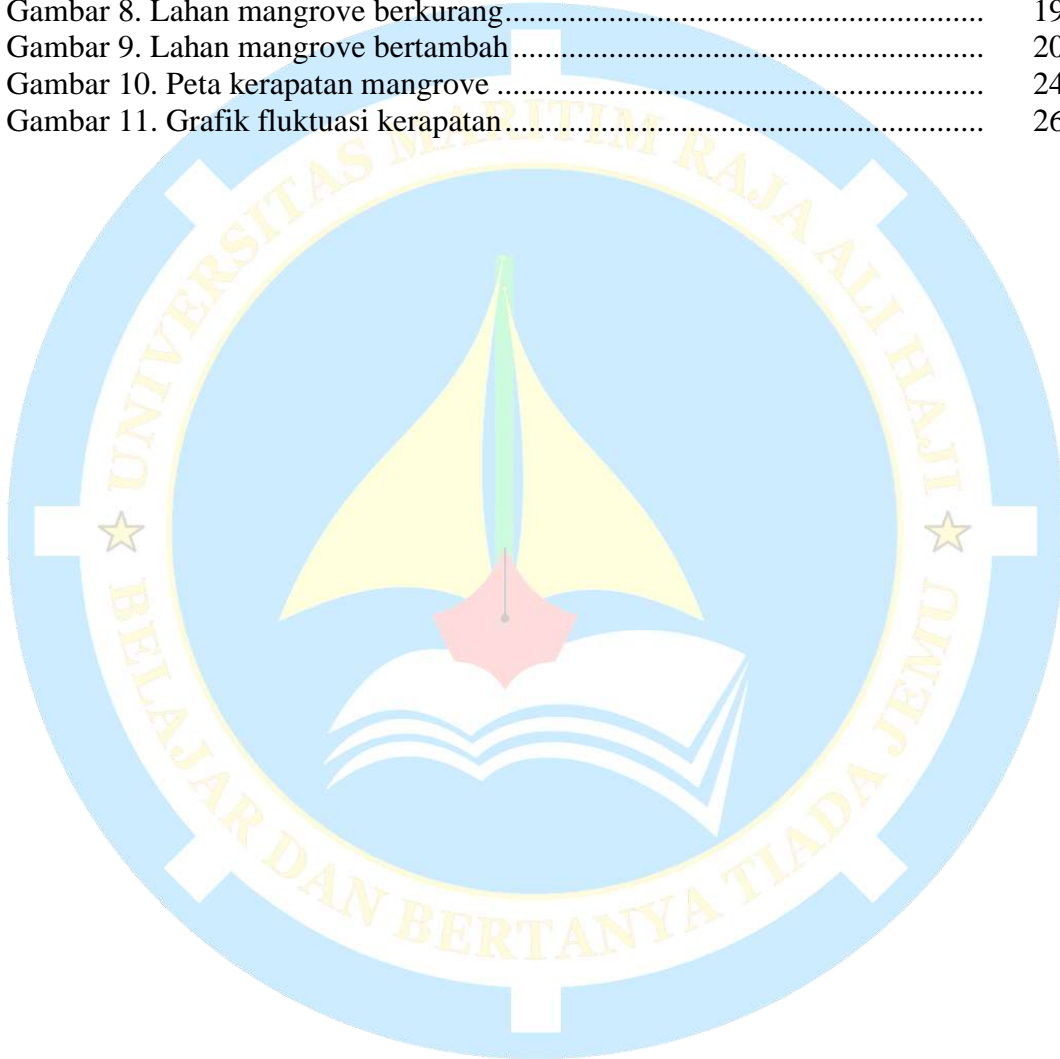 Gambar 8. Lahan mangrove berkurang............................................................ 19
Gambar 9. Lahan mangrove bertambah........................................................... 20
Gambar 10. Peta kerapatan mangrove ............................................................. 24
Gambar 11. Grafik fluktuasi kerapatan............................................................ 26
UNIVERSITAS MARITIM RAJA ALI HAJI
BELAJAR DAN BERTANYA TIADA JEMU